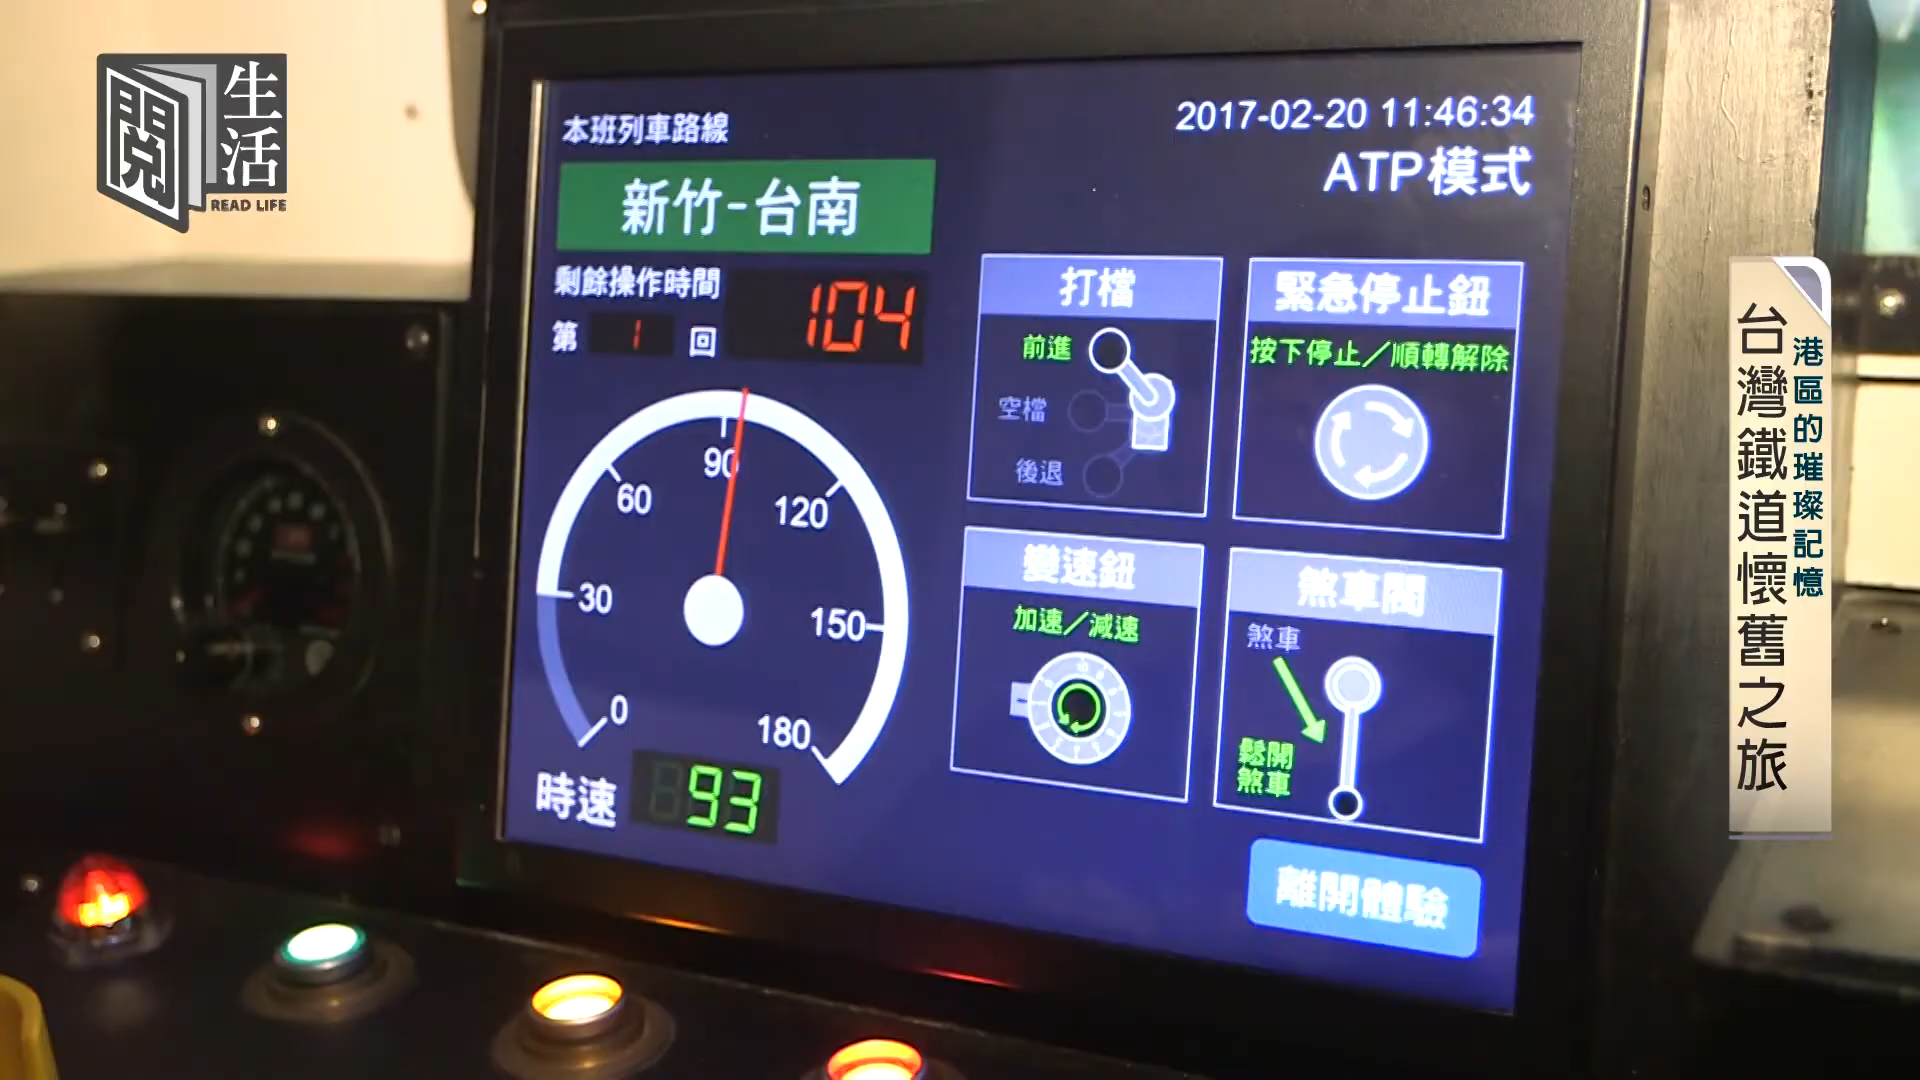 閱
生活
READ LIFE
本班列車路線
新竹-台南
剩餘操作時間
第 1 回
104
2017-02-20 11:46:34
ATP模式
0
30
60
90
120
150
180
時速 93
打檔
前進
空檔
後退
緊急停止鈕
按下停止/順轉解除
變速鈕
加速/減速
煞車閥
煞車
鬆開
煞車
離開體驗
港區的璀璨記憶
台灣鐵道懷舊之旅